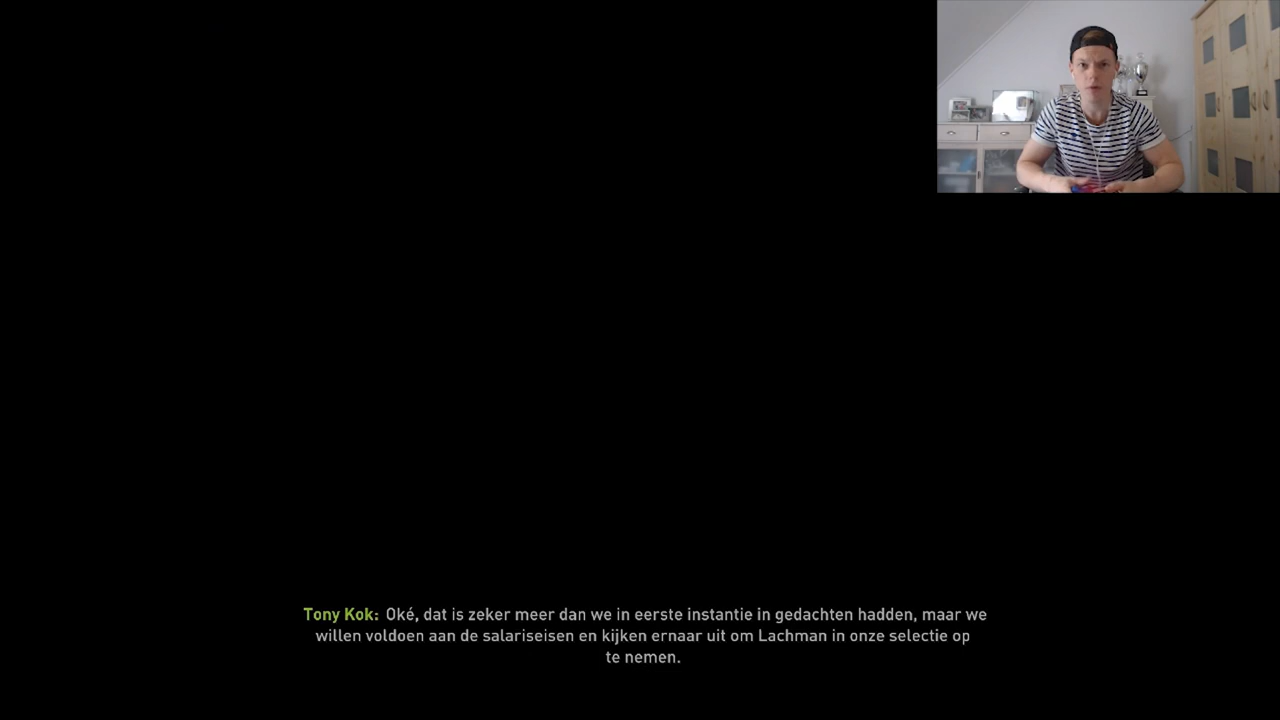 Tony Kok: Oké, dat is zeker meer dan we in eerste instantie in gedachten hadden, maar we
willen voldoen aan de salariseisen en kijken ernaar uit om Lachman in onze selectie op
te nemen.